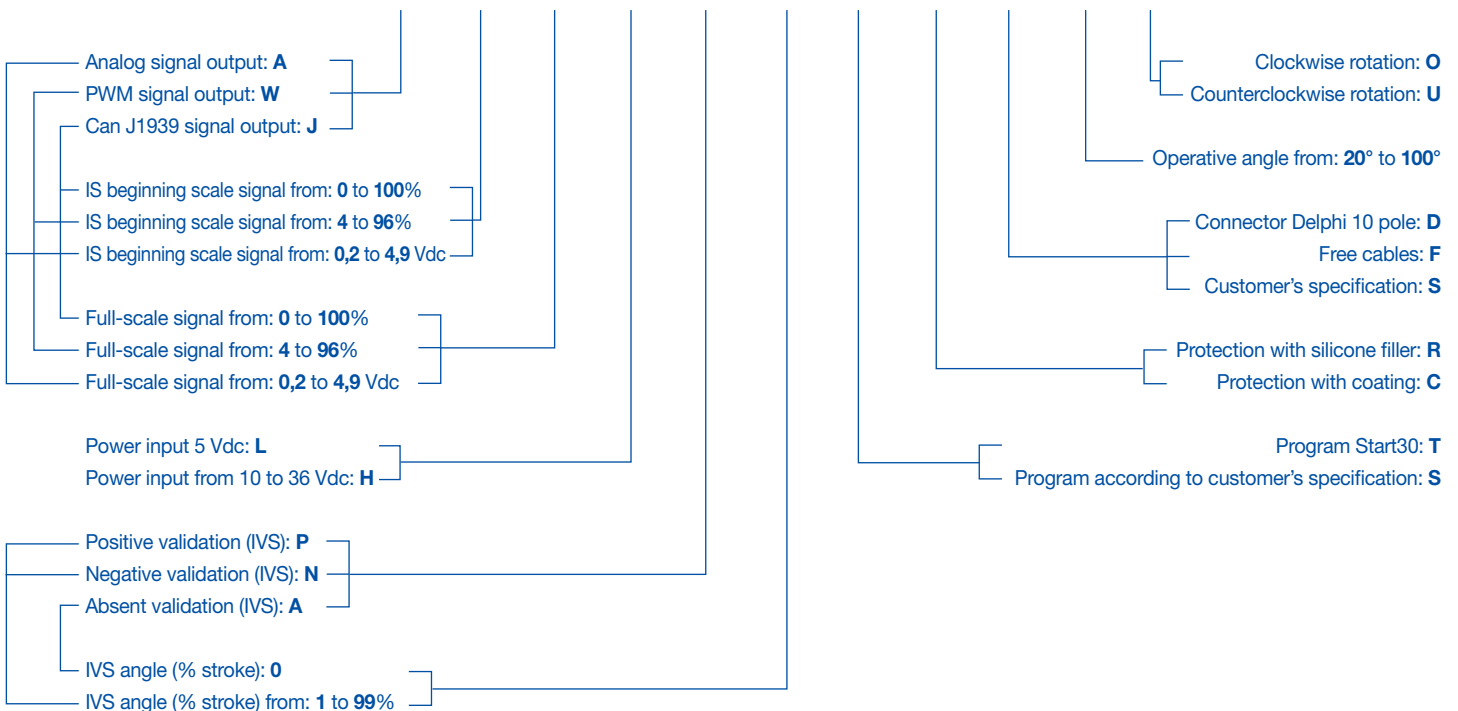 Analog signal output: A
PWM signal output: W
Can J1939 signal output: J
IS beginning scale signal from: 0 to 100%
IS beginning scale signal from: 4 to 96%
IS beginning scale signal from: 0,2 to 4,9 Vdc
Full-scale signal from: 0 to 100%
Full-scale signal from: 4 to 96%
Full-scale signal from: 0,2 to 4,9 Vdc
Power input 5 Vdc: L
Power input from 10 to 36 Vdc: H
Positive validation (IVS): P
Negative validation (IVS): N
Absent validation (IVS): A
IVS angle (% stroke): 0
IVS angle (% stroke) from: 1 to 99%
Clockwise rotation: O
Counterclockwise rotation: U
Operative angle from: 20° to 100°
Connector Delphi 10 pole: D
Free cables: F
Customer’s specification: S
Protection with silicone filler: R
Protection with coating: C
Program Start30: T
Program according to customer’s specification: S